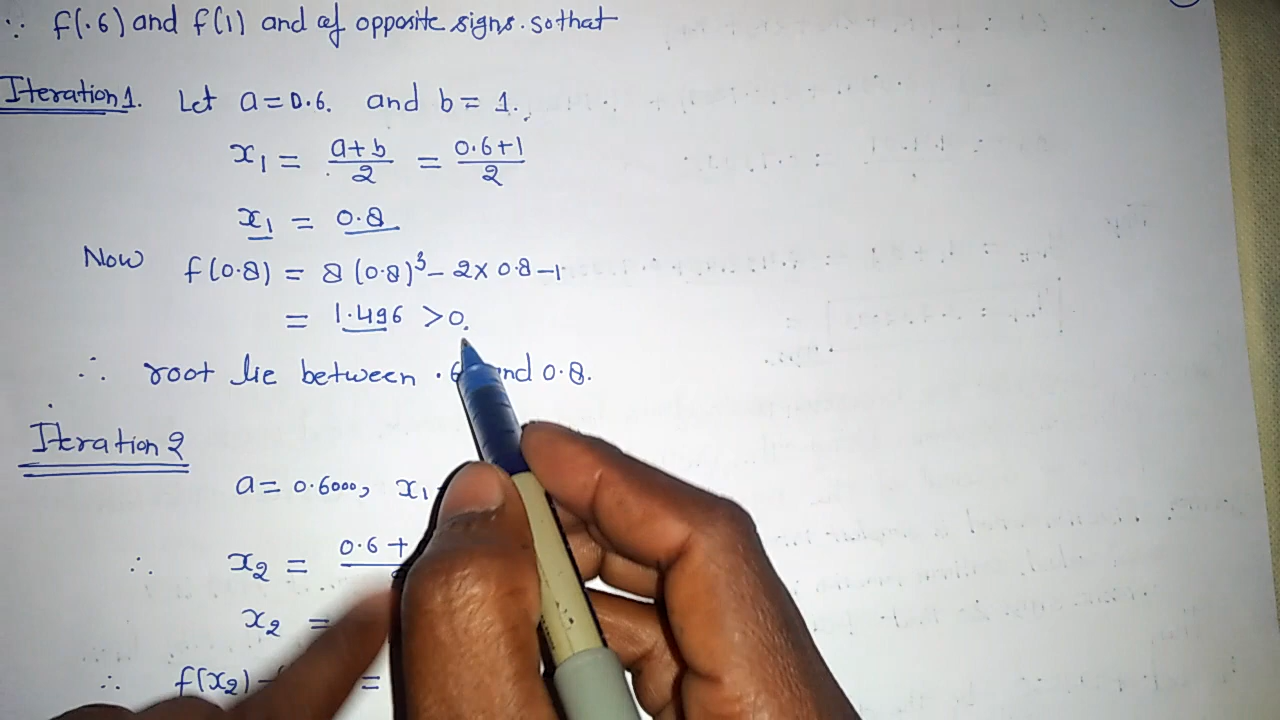 ∵ f(.6) and f(1) and of opposite signs. so that
Iteration 1. Let a = 0.6. and b = 1.
x₁ = a+b/2 = 0.6+1/2
x₁ = 0.8
Now f(0.8) = 8 (0.8)³ - 2 × 0.8 - 1
= 1.496 > 0.
∴ root lie between .6 and 0.8.
Iteration 2
a = 0.6000, x₁
∴ x₂ = 0.6 +
x₂ =
∴ f(x₂) =